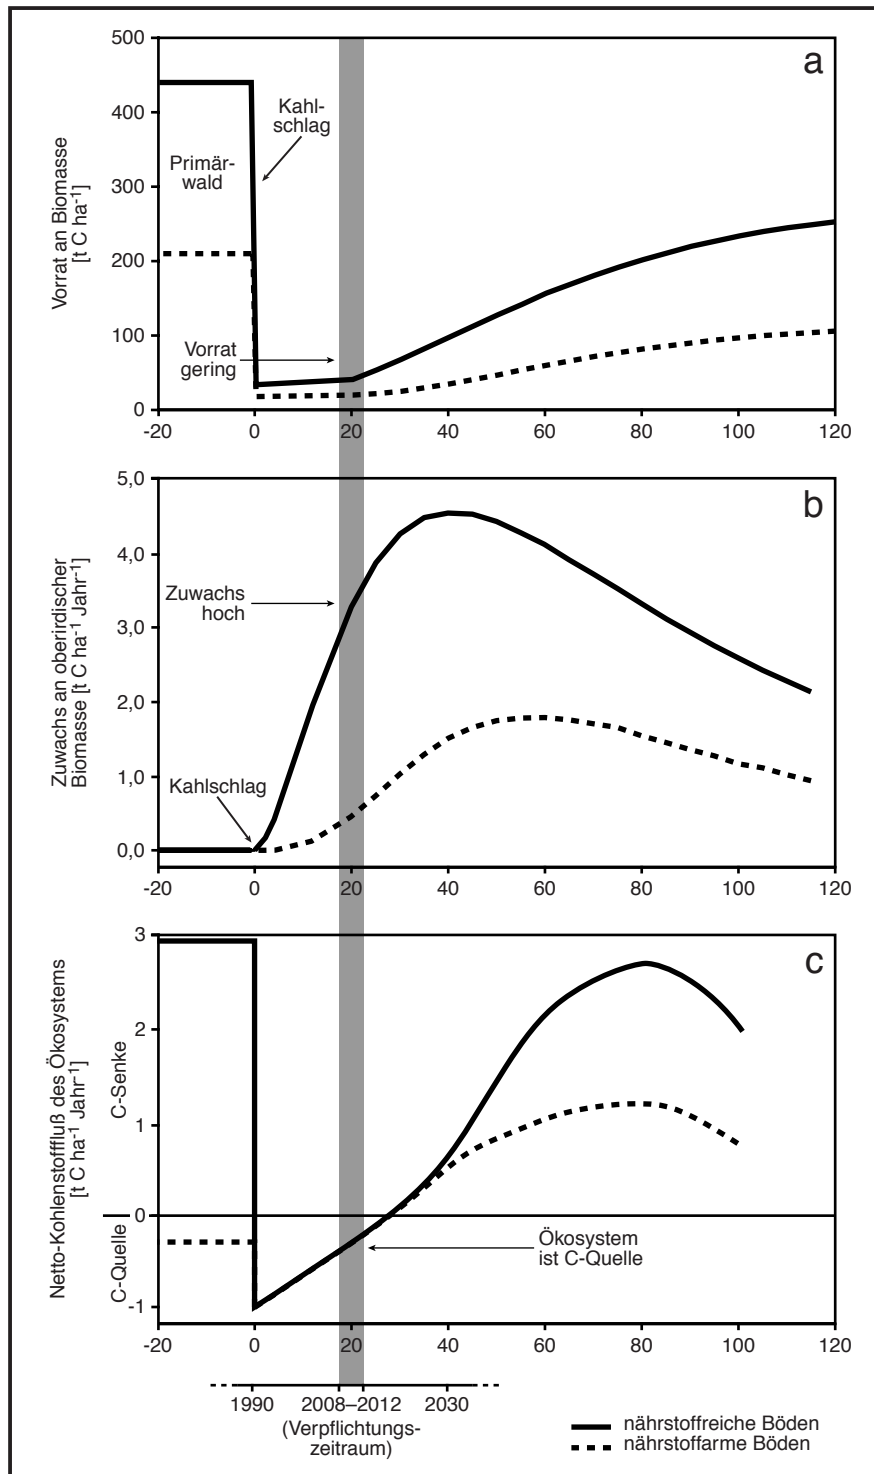 a
500
400
300
200
100
0
Vorrat an Biomasse
[t C ha-1]
Kahl-
schlag
Primär-
wald
Vorrat
gering
-20 0 20 40 60 80 100 120
b
5,0
4,0
3,0
2,0
1,0
0,0
Zuwachs an oberirdischer
Biomasse [t C ha-1 Jahr-1]
Zuwachs
hoch
Kahlschlag
-20 0 20 40 60 80 100 120
c
3
2
1
0
-1
Netto-Kohlenstofffluß des Ökosystems
[t C ha-1 Jahr-1]
C-Senke
C-Quelle
Ökosystem
ist C-Quelle
-20 0 20 40 60 80 100 120
1990 2008–2012 2030
(Verpflichtungs-
zeitraum)
nährstoffreiche Böden
nährstoffarme Böden